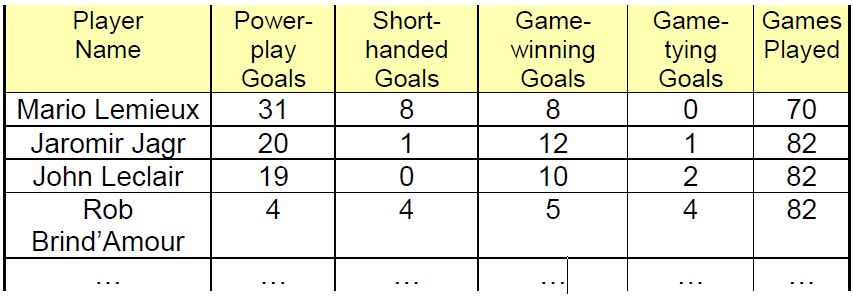 Player Name Power-play Goals Short-handed Goals Game-winning Goals Game-tying Goals Games Played
Mario Lemieux 31 8 8 0 70
Jaromir Jagr 20 1 12 1 82
John Leclair 19 0 10 2 82
Rob Brind’Amour 4 4 5 4 82
… … … … … …